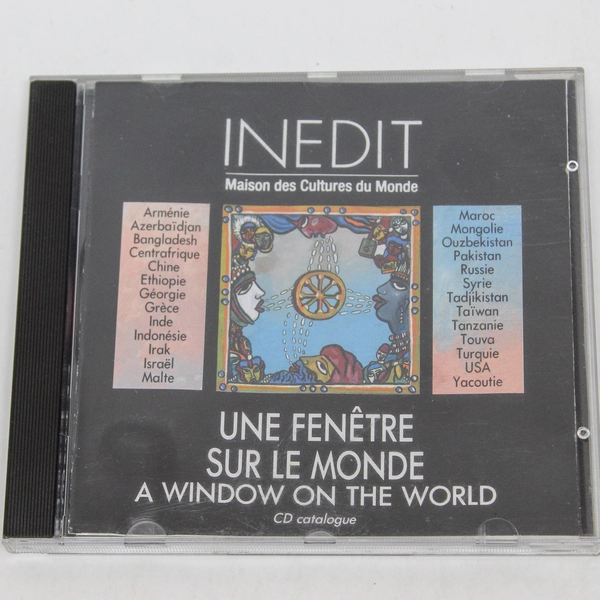 INEDIT
Maison des Cultures du Monde
Arménie
Azerbaïdjan
Bangladesh
Centrafrique
Chine
Ethiopie
Géorgie
Grèce
Inde
Indonésie
Irak
Israël
Malte
Maroc
Mongolie
Ouzbekistan
Pakistan
Russie
Syrie
Tadjikistan
Taïwan
Tanzanie
Touva
Turquie
USA
Yacoutie
UNE FENÊTRE
SUR LE MONDE
A WINDOW ON THE WORLD
CD catalogue